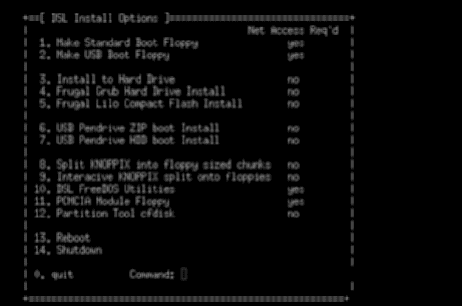 +==[ DSL Install Options ]==============================+
Net Access Req'd
1. Make Standard Boot Floppy yes
2. Make USB Boot Floppy yes
3. Install to Hard Drive no
4. Frugal Grub Hard Drive Install no
5. Frugal Lilo Compact Flash Install no
6. USB Pendrive ZIP boot Install no
7. USB Pendrive HDD boot Install no
8. Split KNOPPIX into floppy sized chunks no
9. Interacive KNOPPIX split onto floppies no
10. DSL FreeDOS Utilities yes
11. PCMCIA Module Floppy yes
12. Partition Tool cfdisk no
13. Reboot
14. Shutdown
0. quit Command: